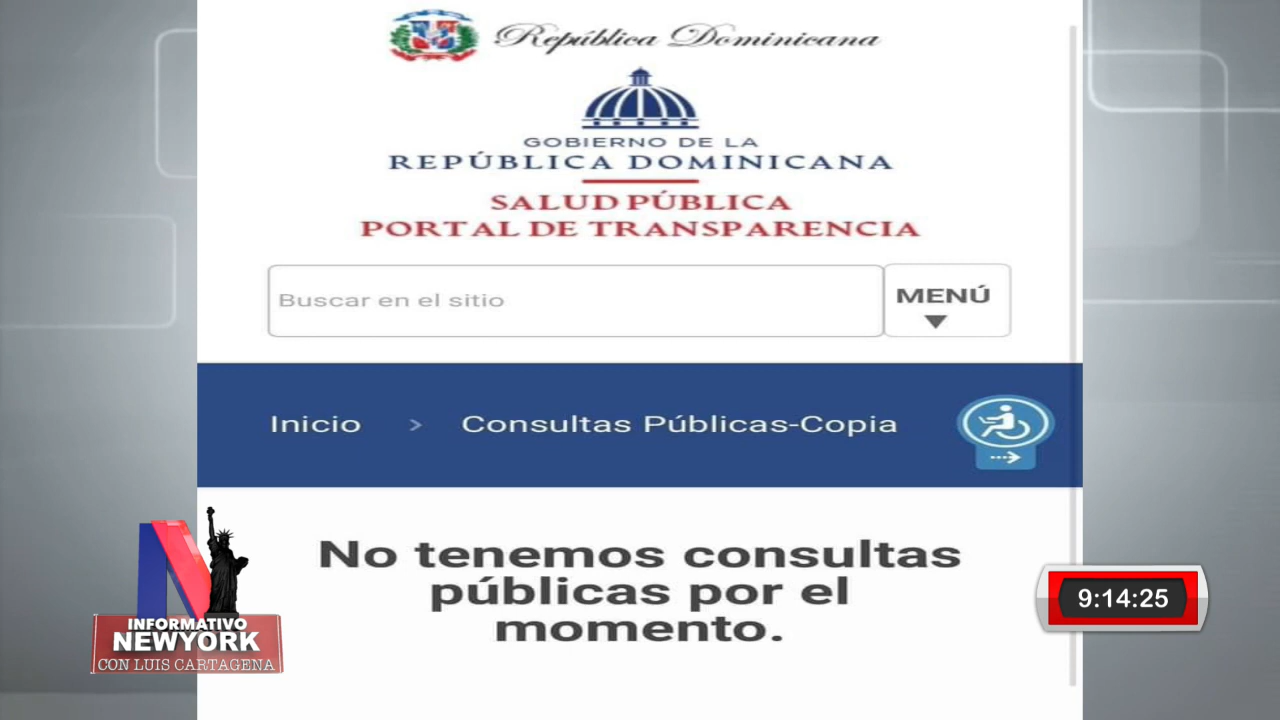 República Dominicana
GOBIERNO DE LA
REPÚBLICA DOMINICANA
SALUD PÚBLICA
PORTAL DE TRANSPARENCIA
Buscar en el sitio
MENÚ
Inicio > Consultas Públicas-Copia
No tenemos consultas
públicas por el
momento.
INFORMATIVO
NEWYORK
CON LUIS CARTAGENA
9:14:25